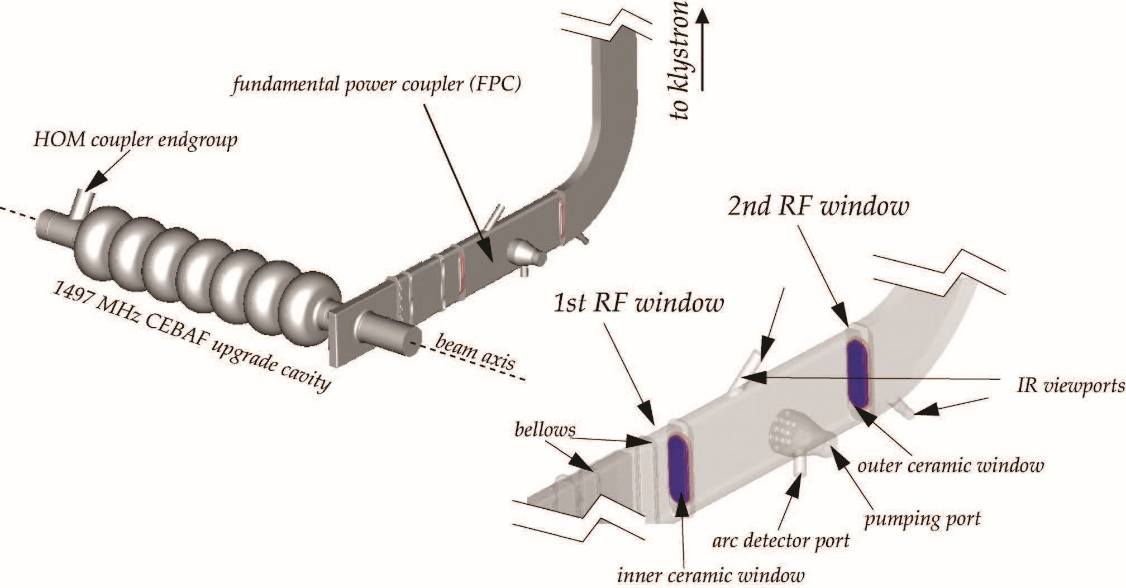 to klystron
fundamental power coupler (FPC)
HOM coupler endgroup
2nd RF window
1st RF window
1497 MHz CEBAF upgrade cavity
beam axis
IR viewports
bellows
outer ceramic window
pumping port
arc detector port
inner ceramic window